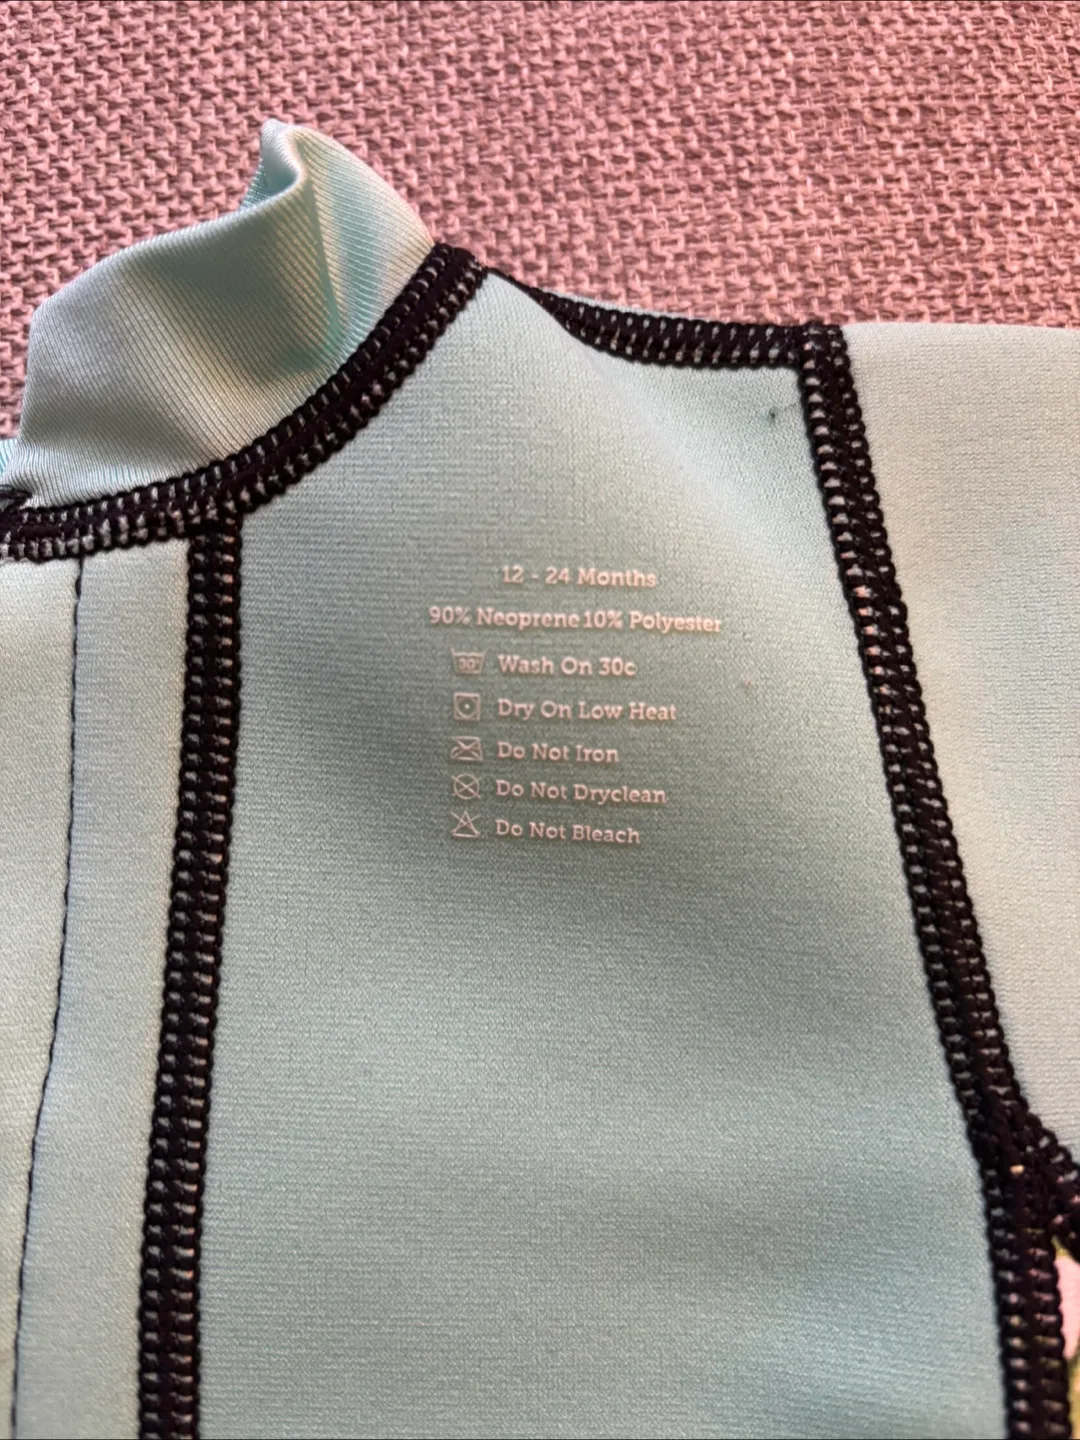 12 - 24 Months
90% Neoprene 10% Polyester
30° Wash On 30c
Dry On Low Heat
Do Not Iron
Do Not Dryclean
Do Not Bleach